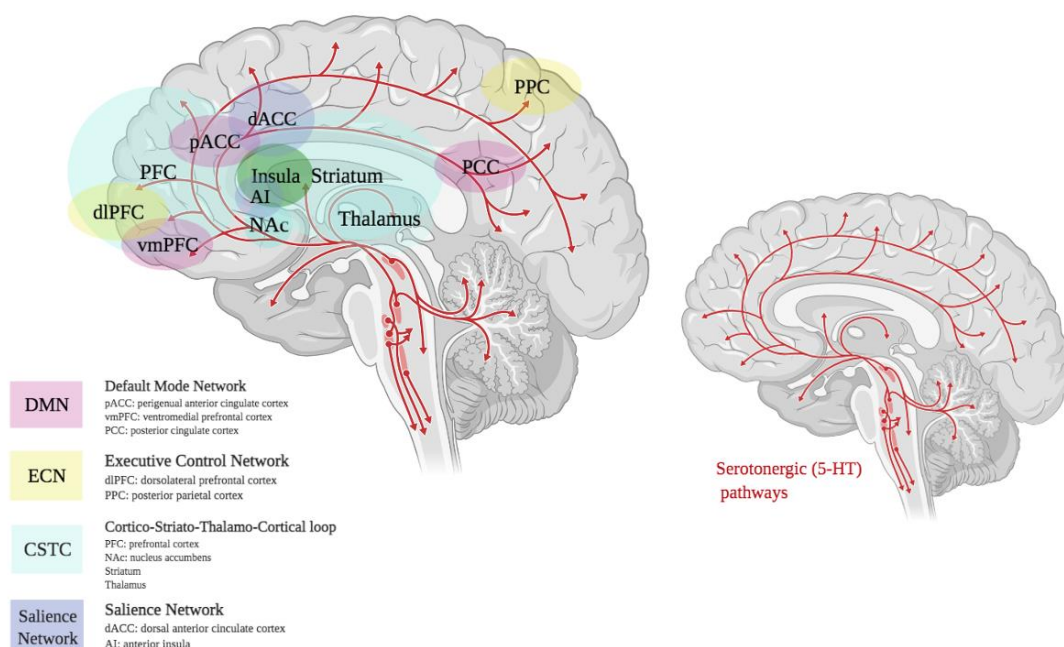 PPC
dACC
pACC
PCC
PFC
Insula
Striatum
AI
dlPFC
NAc
Thalamus
vmPFC
DMN
Default Mode Network
pACC: perigenual anterior cingulate cortex
vmPFC: ventromedial prefrontal cortex
PCC: posterior cingulate cortex
ECN
Executive Control Network
dlPFC: dorsolateral prefrontal cortex
PPC: posterior parietal cortex
CSTC
Cortico-Striato-Thalamo-Cortical loop
PFC: prefrontal cortex
NAc: nucleus accumbens
Striatum
Thalamus
Salience
Network
Salience Network
dACC: dorsal anterior cinculate cortex
AI: anterior insula
Serotonergic (5-HT)
pathways